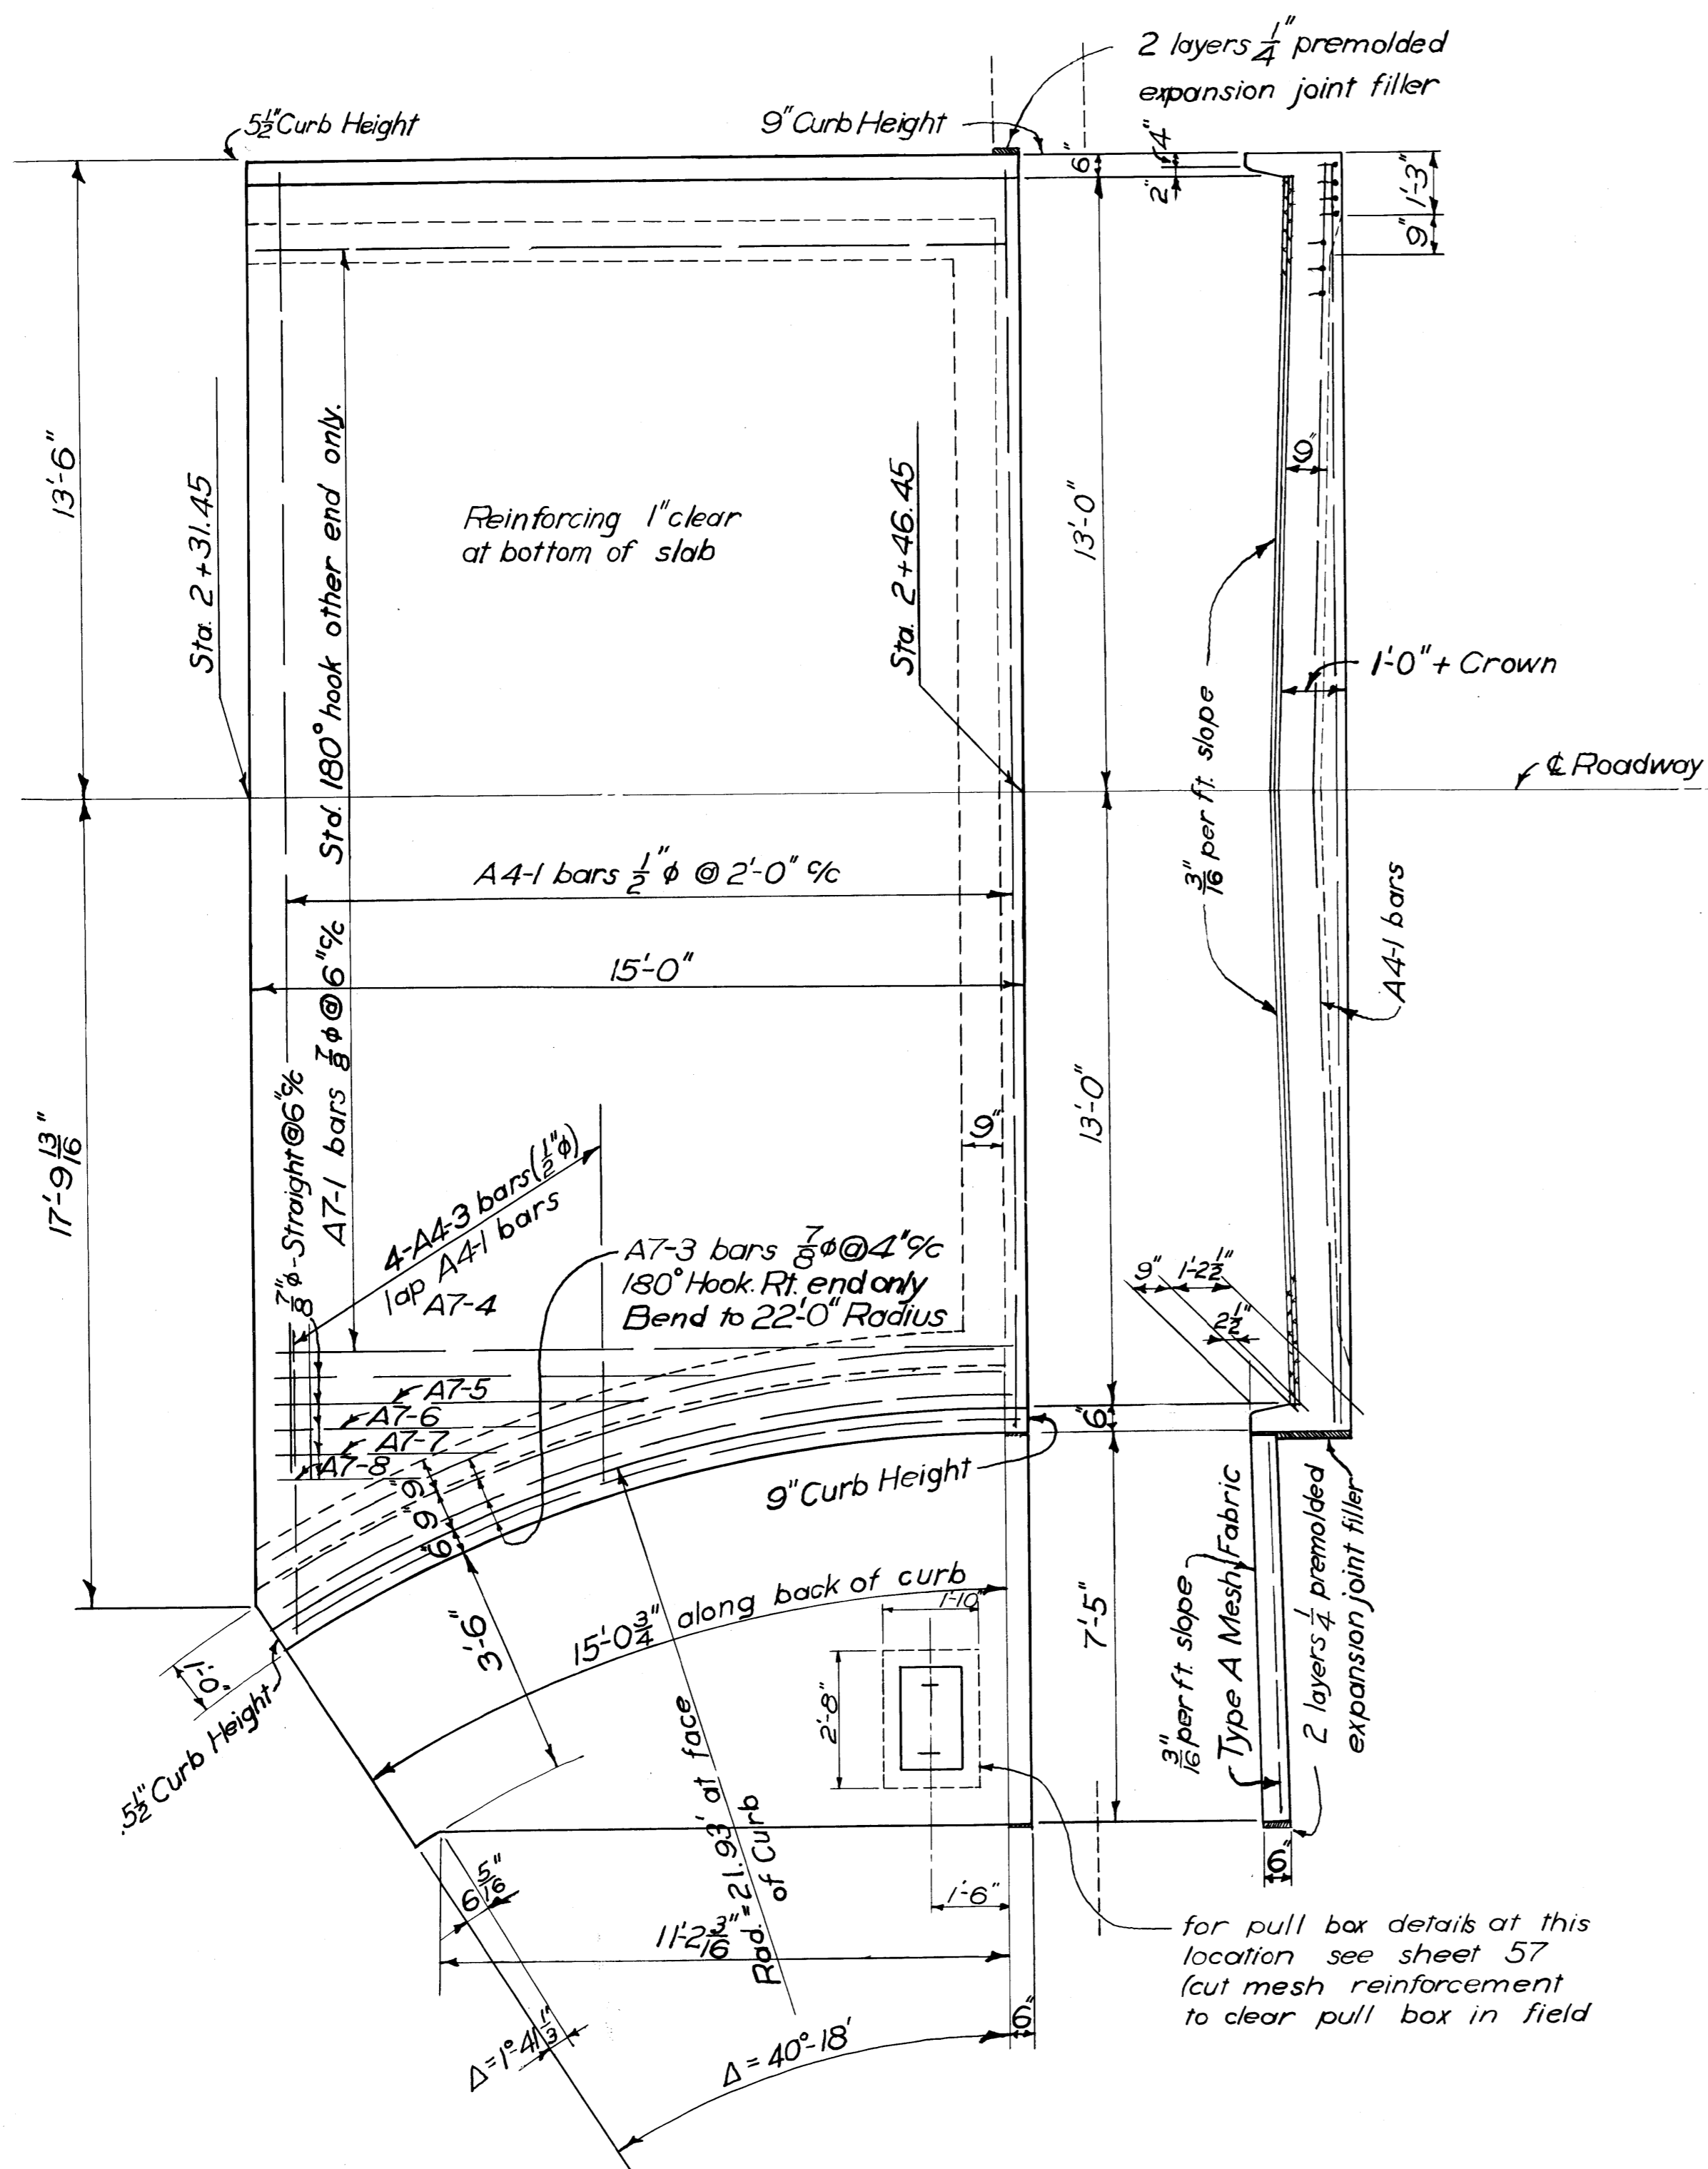 2 layers 1/4" premolded
expansion joint filler
5 1/2" Curb Height
9" Curb Height
6"
4"
2"
1'-3"
9"
13'-6"
Sta. 2+31.45
Std. 180° hook other end only.
Reinforcing 1" clear
at bottom of slab
Sta. 2+46.45
13'-0"
9"
3/16" per ft. slope
1'-0" + Crown
℄ Roadway
A4-1 bars 1/2" ϕ @ 2'-0" c/c
15'-0"
A4-1 bars
17'-9 13/16"
7/8" ϕ - Straight @ 6" c/c
A7-1 bars 7/8 ϕ @ 6" c/c
4-A4-3 bars (1/2" ϕ)
lap A4-1 bars
A7-4
9"
13'-0"
A7-3 bars 7/8 ϕ @ 4" c/c
180° Hook. Rt. end only
Bend to 22'-0" Radius
9"
1'-2 1/2"
2 1/2"
A7-5
A7-6
A7-7
A7-8
9"
9"
6"
6"
9" Curb Height
3'-6"
15'-0 3/4" along back of curb
1'-10"
2'-8"
7'-5"
3/16" per ft. slope
Type A Mesh Fabric
2 layers 1/4 premolded
expansion joint filler
1'-0"
5 1/2" Curb Height
Rad. = 21.93' at face
of Curb
6 5/16"
1'-6"
6"
11'-2 3/16"
for pull box details at this
location see sheet 57
(cut mesh reinforcement
to clear pull box in field
Δ = 1°-41 1/3'
Δ = 40°-18'
6"